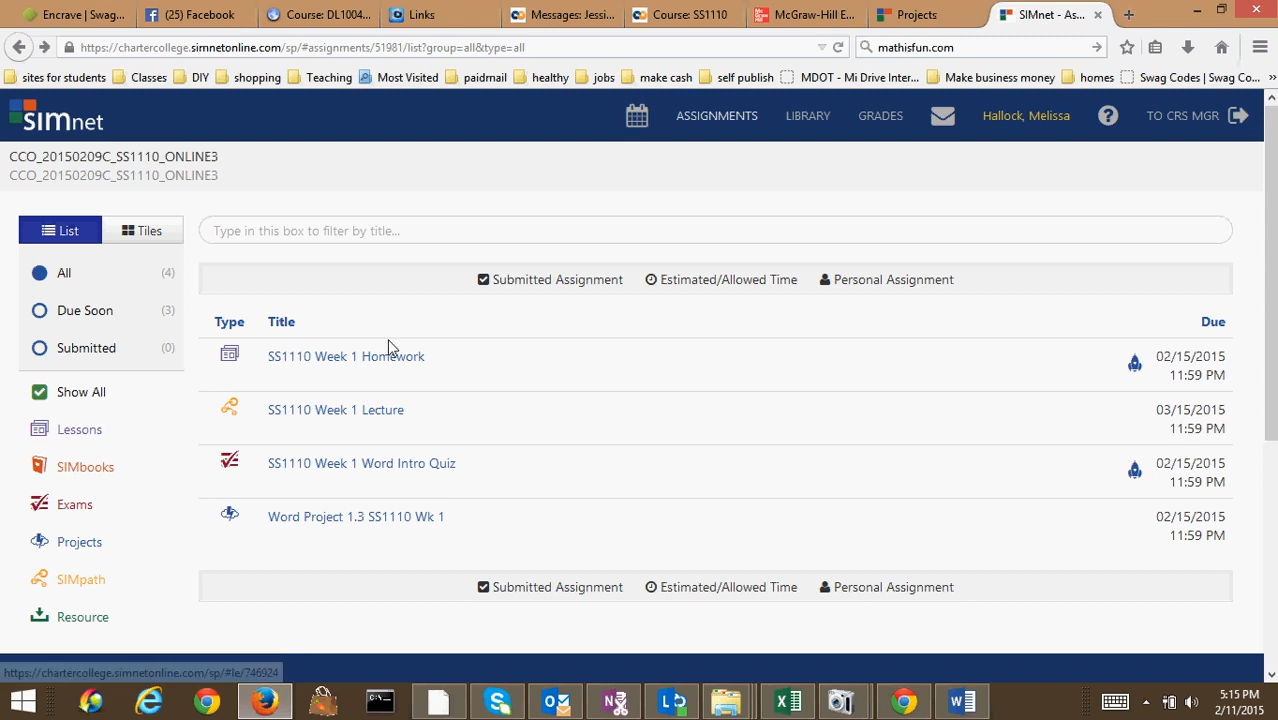 Encrave | Swag...
(25) Facebook
Course: DL1004...
Links
Messages: Jessi...
Course: SS1110
McGraw-Hill E...
Projects
SIMnet - As...
https://chartercollege.simnetonline.com/sp/#assignments/51981/list?group=all&type=all
mathisfun.com
sites for students
Classes
DIY
shopping
Teaching
Most Visited
paidmail
healthy
jobs
make cash
self publish
MDOT - Mi Drive Inter...
Make business money
homes
Swag Codes | Swag Co...
SIMnet
ASSIGNMENTS
LIBRARY
GRADES
Hallock, Melissa
TO CRS MGR
CCO_20150209C_SS1110_ONLINE3
CCO_20150209C_SS1110_ONLINE3
List
Tiles
Type in this box to filter by title...
All (4)
Due Soon (3)
Submitted (0)
Show All
Lessons
SIMbooks
Exams
Projects
SIMpath
Resource
Submitted Assignment
Estimated/Allowed Time
Personal Assignment
Type Title Due
SS1110 Week 1 Homework 02/15/2015
11:59 PM
SS1110 Week 1 Lecture 03/15/2015
11:59 PM
SS1110 Week 1 Word Intro Quiz 02/15/2015
11:59 PM
Word Project 1.3 SS1110 Wk 1 02/15/2015
11:59 PM
Submitted Assignment
Estimated/Allowed Time
Personal Assignment
https://chartercollege.simnetonline.com/sp/#le/746924
5:15 PM
2/11/2015